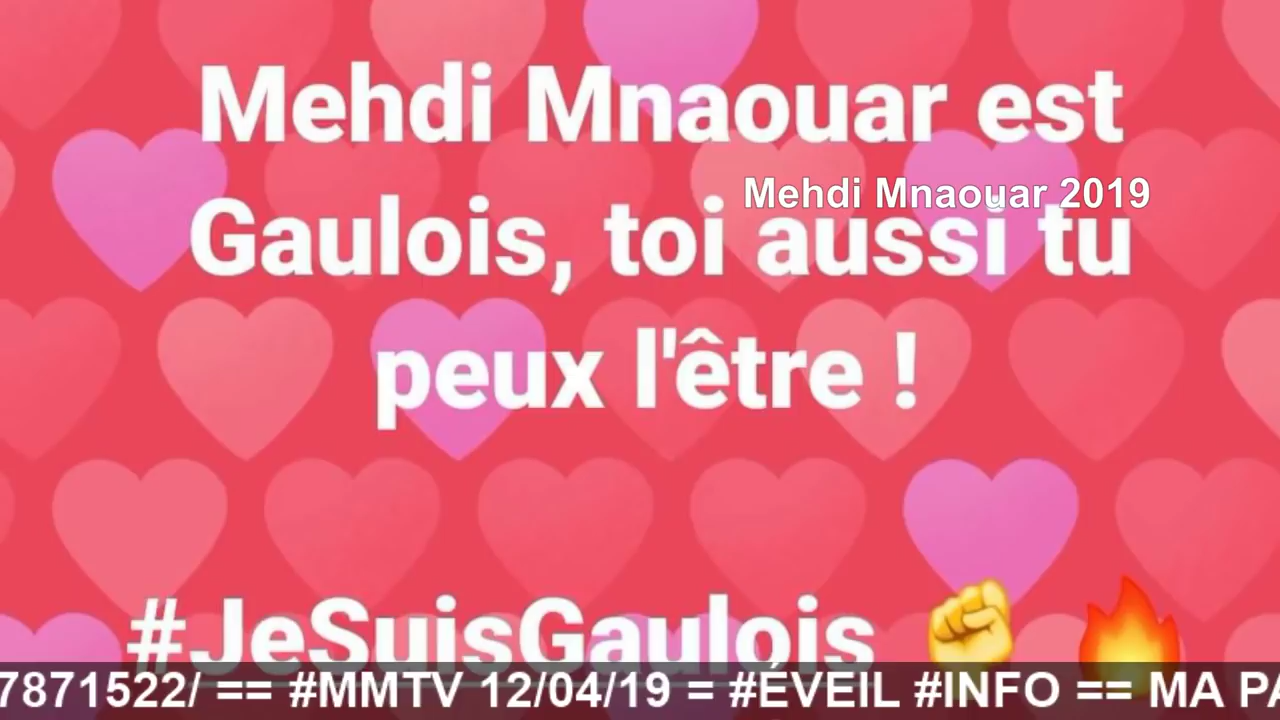 Mehdi Mnaouar est
Mehdi Mnaouar 2019
Gaulois, toi aussi tu
peux l'être !
#JeSuisGaulois ✊ 🔥
7871522/ == #MMTV 12/04/19 = #ÉVEIL #INFO == MA PA